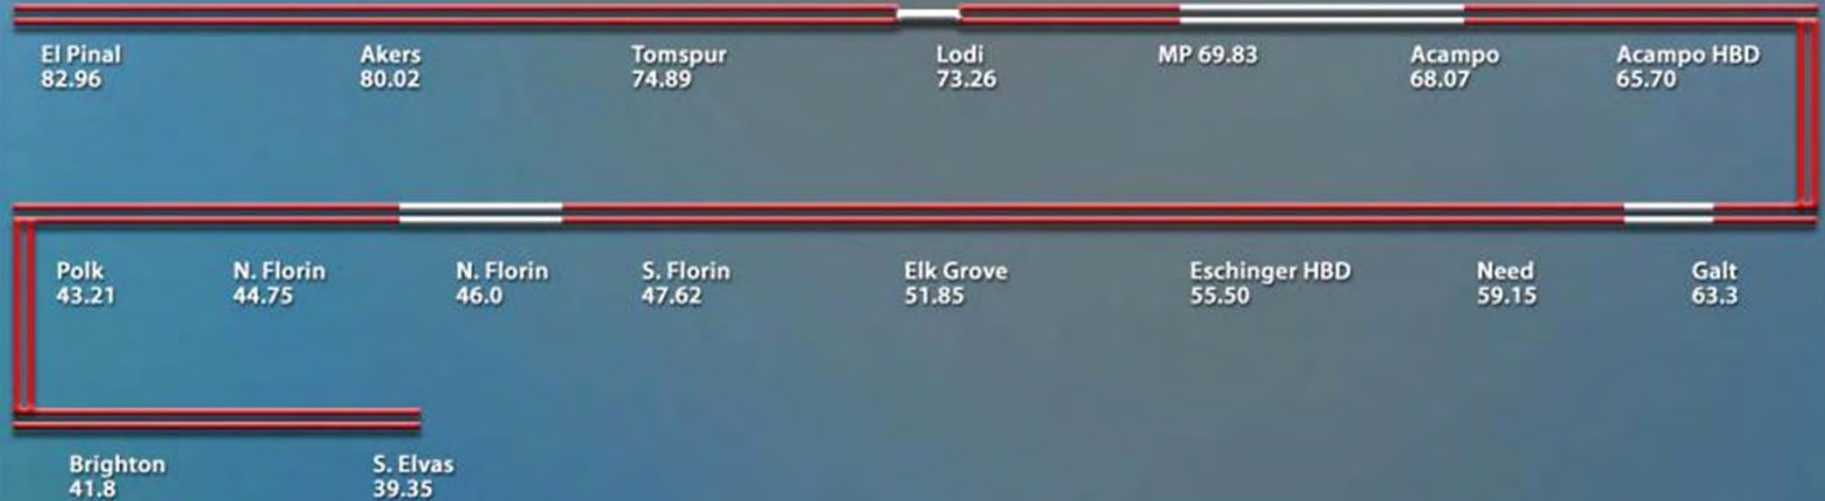 El Pinal
82.96
Akers
80.02
Tomspur
74.89
Lodi
73.26
MP 69.83
Acampo
68.07
Acampo HBD
65.70
Polk
43.21
N. Florin
44.75
N. Florin
46.0
S. Florin
47.62
Elk Grove
51.85
Eschinger HBD
55.50
Need
59.15
Galt
63.3
Brighton
41.8
S. Elvas
39.35